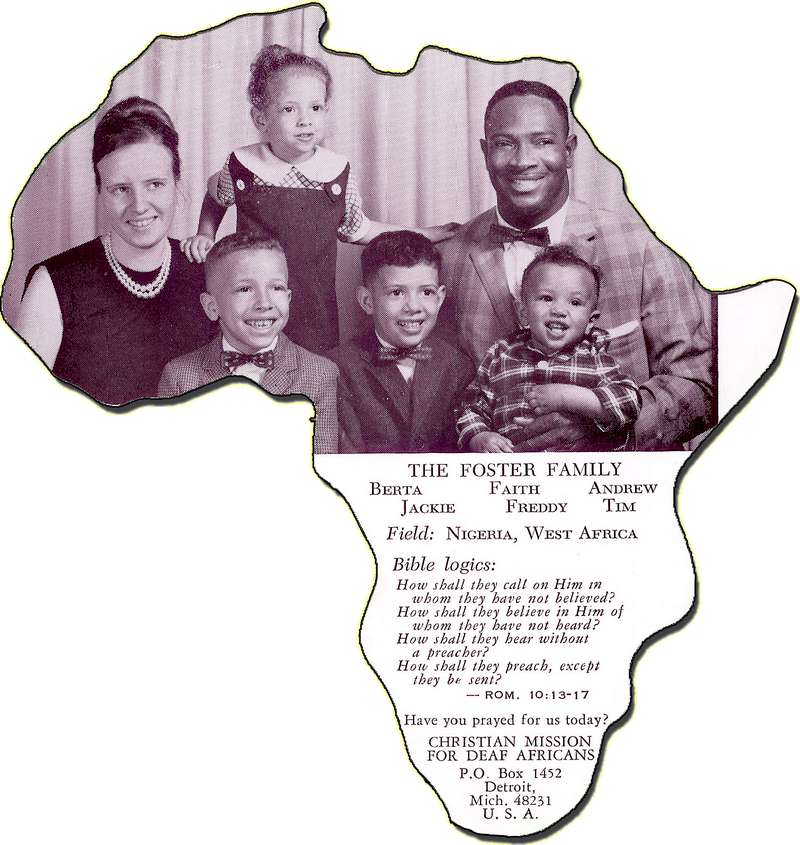 THE FOSTER FAMILY
BERTA FAITH ANDREW
JACKIE FREDDY TIM
Field: NIGERIA, WEST AFRICA
Bible logics:
How shall they call on Him in
whom they have not believed?
How shall they believe in Him of
whom they have not heard?
How shall they hear without
a preacher?
How shall they preach, except
they be sent?
— ROM. 10:13-17
Have you prayed for us today?
CHRISTIAN MISSION
FOR DEAF AFRICANS
P.O. Box 1452
Detroit,
Mich. 48231
U. S. A.